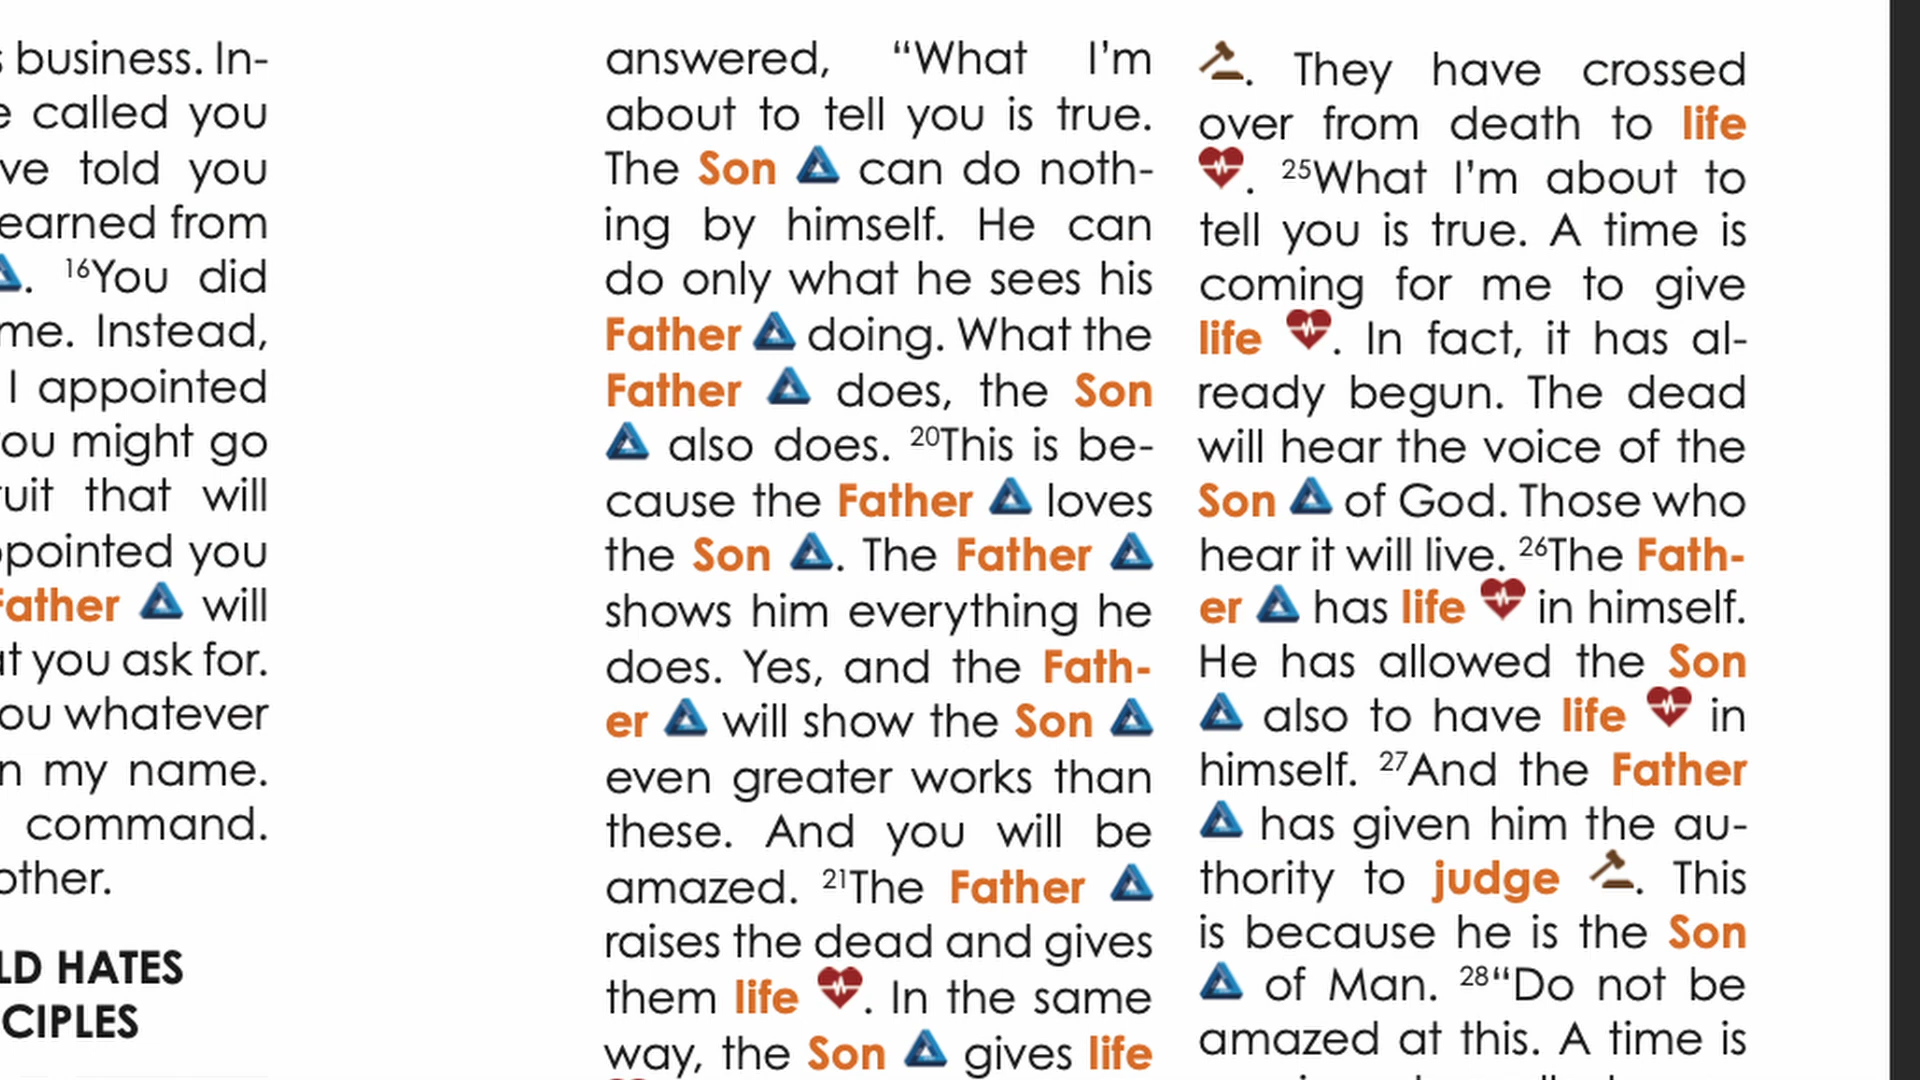 business. In-
called you
told you
from
16You did
me. Instead,
I appointed
might go
that will
you
Father will
you ask for.
whatever
my name.
command.
HATES
answered, “What I’m
about to tell you is true.
The Son can do noth-
ing by himself. He can
do only what he sees his
Father doing. What the
Father does, the Son
also does. 20This is be-
cause the Father loves
the Son. The Father
shows him everything he
does. Yes, and the Fath-
er will show the Son
even greater works than
these. And you will be
amazed. 21The Father
raises the dead and gives
them life. In the same
way, the Son gives life
. They have crossed
over from death to life
. 25What I’m about to
tell you is true. A time is
coming for me to give
life. In fact, it has al-
ready begun. The dead
will hear the voice of the
Son of God. Those who
hear it will live. 26The Fath-
er has life in himself.
He has allowed the Son
also to have life in
himself. 27And the Father
has given him the au-
thority to judge. This
is because he is the Son
of Man. 28“Do not be
amazed at this. A time is